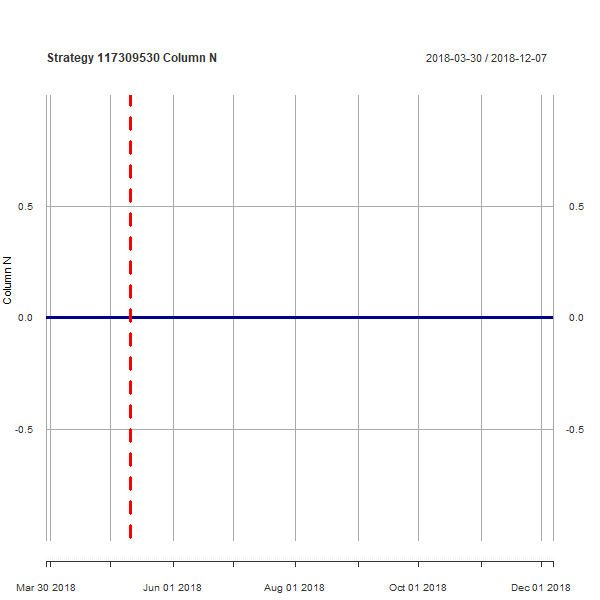 Strategy 117309530 Column N
2018-03-30 / 2018-12-07
0.5
0.5
Column N
0.0
0.0
-0.5
-0.5
Mar 30 2018
Jun 01 2018
Aug 01 2018
Oct 01 2018
Dec 01 2018